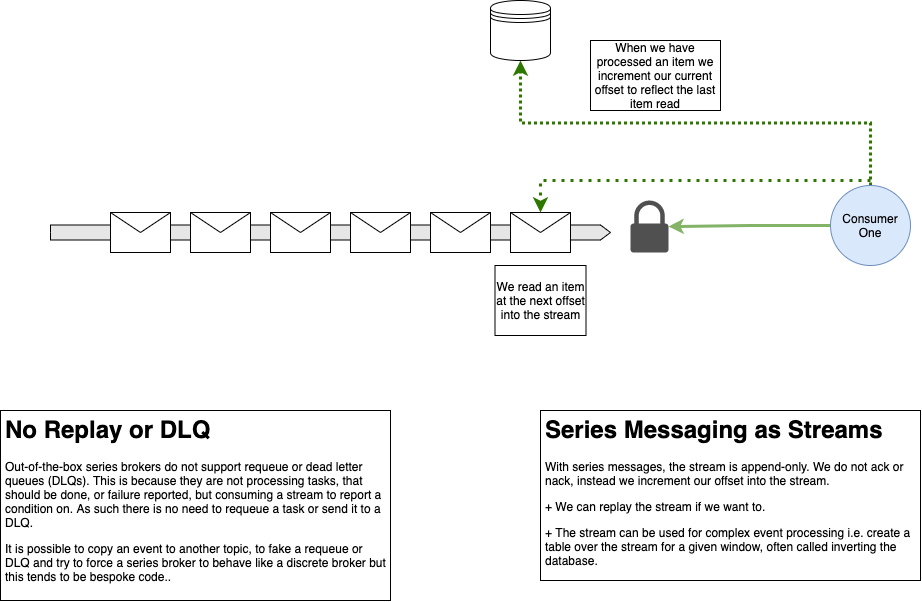 When we have
processed an item we
increment our current
offset to reflect the last
item read
Consumer
One
We read an item
at the next offset
into the stream
No Replay or DLQ
Out-of-the-box series brokers do not support requeue or dead letter
queues (DLQs). This is because they are not processing tasks, that
should be done, or failure reported, but consuming a stream to report a
condition on. As such there is no need to requeue a task or send it to a
DLQ.
It is possible to copy an event to another topic, to fake a requeue or
DLQ and try to force a series broker to behave like a discrete broker but
this tends to be bespoke code..
Series Messaging as Streams
With series messages, the stream is append-only. We do not ack or
nack, instead we increment our offset into the stream.
+ We can replay the stream if we want to.
+ The stream can be used for complex event processing i.e. create a
table over the stream for a given window, often called inverting the
database.